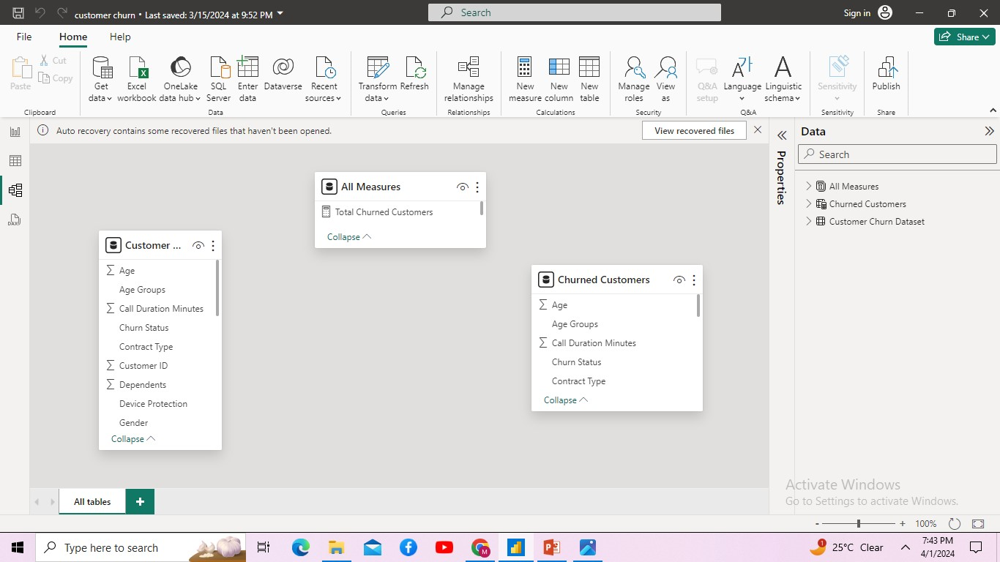 customer churn • Last saved: 3/15/2024 at 9:52 PM
Search
Sign in
File
Home
Help
Share
Paste
Cut
Copy
Clipboard
Get data
Excel workbook
OneLake data hub
SQL Server
Enter data
Dataverse
Recent sources
Data
Transform data
Refresh
Queries
Manage relationships
Relationships
New measure
New column
New table
Calculations
Manage roles
View as
Security
Q&A setup
Language
Linguistic schema
Q&A
Sensitivity
Sensitivity
Publish
Share
Auto recovery contains some recovered files that haven't been opened.
View recovered files
All Measures
Total Churned Customers
Collapse
Customer ...
Age
Age Groups
Call Duration Minutes
Churn Status
Contract Type
Customer ID
Dependents
Device Protection
Gender
Collapse
Churned Customers
Age
Age Groups
Call Duration Minutes
Churn Status
Contract Type
Collapse
Properties
Data
Search
All Measures
Churned Customers
Customer Churn Dataset
DAX
Activate Windows
Go to Settings to activate Windows.
All tables
+
- + 100%
Type here to search
M
1
25°C Clear
7:43 PM
4/1/2024